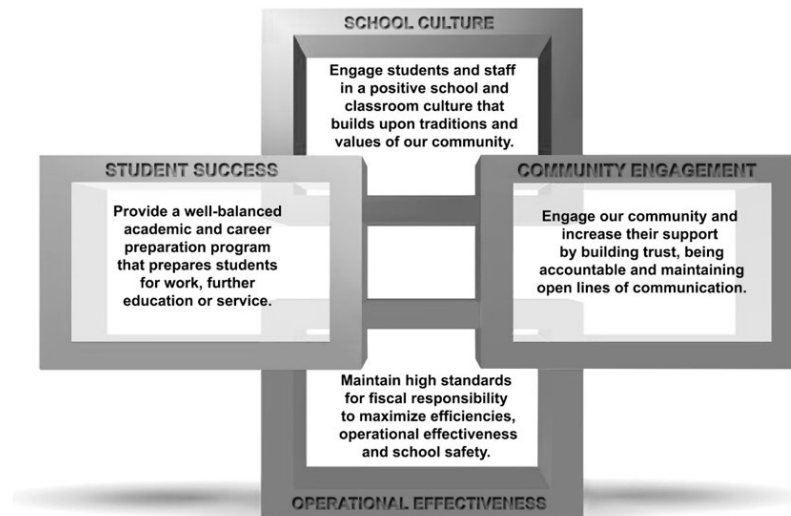 SCHOOL CULTURE
Engage students and staff
in a positive school and
classroom culture that
builds upon traditions and
values of our community.
STUDENT SUCCESS
Provide a well-balanced
academic and career
preparation program
that prepares students
for work, further
education or service.
COMMUNITY ENGAGEMENT
Engage our community and
increase their support
by building trust, being
accountable and maintaining
open lines of communication.
Maintain high standards
for fiscal responsibility
to maximize efficiencies,
operational effectiveness
and school safety.
OPERATIONAL EFFECTIVENESS